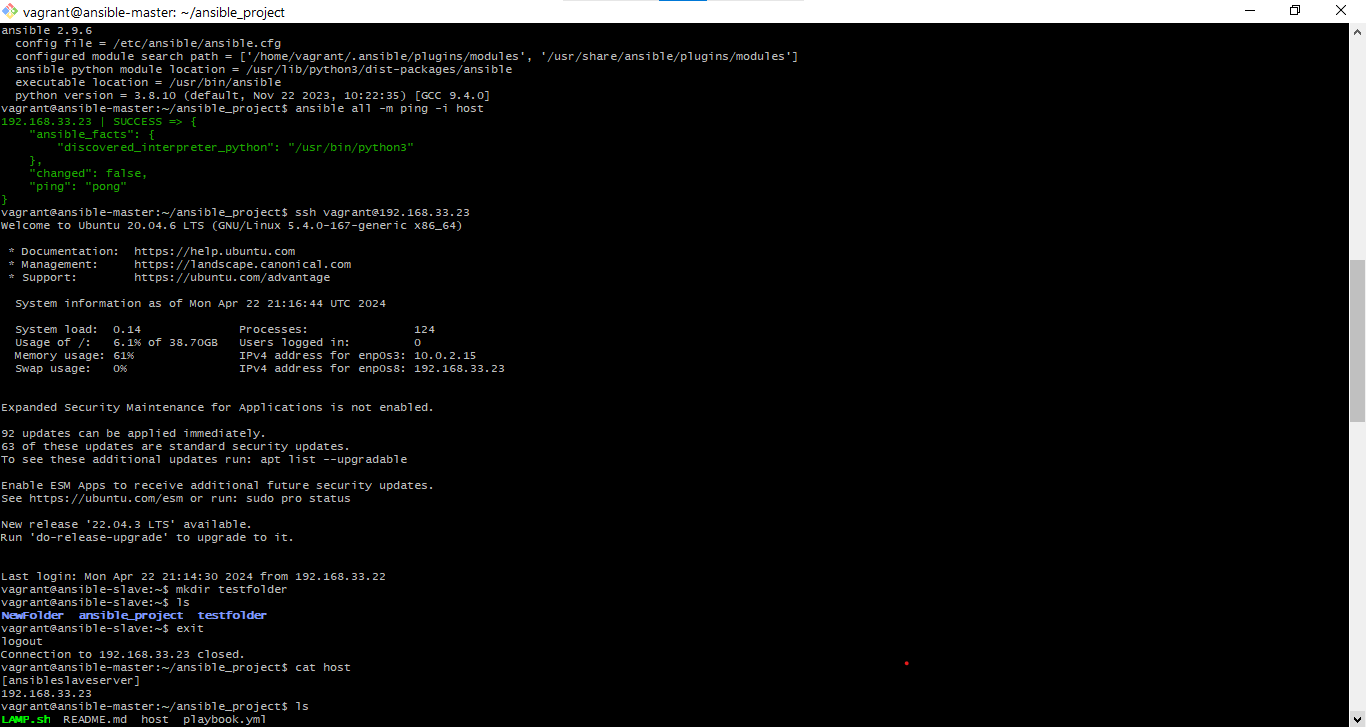 vagrant@ansible-master: ~/ansible_project
ansible 2.9.6
  config file = /etc/ansible/ansible.cfg
  configured module search path = ['/home/vagrant/.ansible/plugins/modules', '/usr/share/ansible/plugins/modules']
  ansible python module location = /usr/lib/python3/dist-packages/ansible
  executable location = /usr/bin/ansible
  python version = 3.8.10 (default, Nov 22 2023, 10:22:35) [GCC 9.4.0]
vagrant@ansible-master:~/ansible_project$ ansible all -m ping -i host
192.168.33.23 | SUCCESS => {
    "ansible_facts": {
        "discovered_interpreter_python": "/usr/bin/python3"
    },
    "changed": false,
    "ping": "pong"
}
vagrant@ansible-master:~/ansible_project$ ssh vagrant@192.168.33.23
Welcome to Ubuntu 20.04.6 LTS (GNU/Linux 5.4.0-167-generic x86_64)

 * Documentation:  https://help.ubuntu.com
 * Management:     https://landscape.canonical.com
 * Support:        https://ubuntu.com/advantage

  System information as of Mon Apr 22 21:16:44 UTC 2024

  System load:  0.14              Processes:               124
  Usage of /:   6.1% of 38.70GB   Users logged in:         0
  Memory usage: 61%               IPv4 address for enp0s3: 10.0.2.15
  Swap usage:   0%                IPv4 address for enp0s8: 192.168.33.23

Expanded Security Maintenance for Applications is not enabled.

92 updates can be applied immediately.
63 of these updates are standard security updates.
To see these additional updates run: apt list --upgradable

Enable ESM Apps to receive additional future security updates.
See https://ubuntu.com/esm or run: sudo pro status

New release '22.04.3 LTS' available.
Run 'do-release-upgrade' to upgrade to it.

Last login: Mon Apr 22 21:14:30 2024 from 192.168.33.22
vagrant@ansible-slave:~$ mkdir testfolder
vagrant@ansible-slave:~$ ls
NewFolder  ansible_project  testfolder
vagrant@ansible-slave:~$ exit
logout
Connection to 192.168.33.23 closed.
vagrant@ansible-master:~/ansible_project$ cat host
[ansibleslaveserver]
192.168.33.23
vagrant@ansible-master:~/ansible_project$ ls
LAMP.sh  README.md  host  playbook.yml